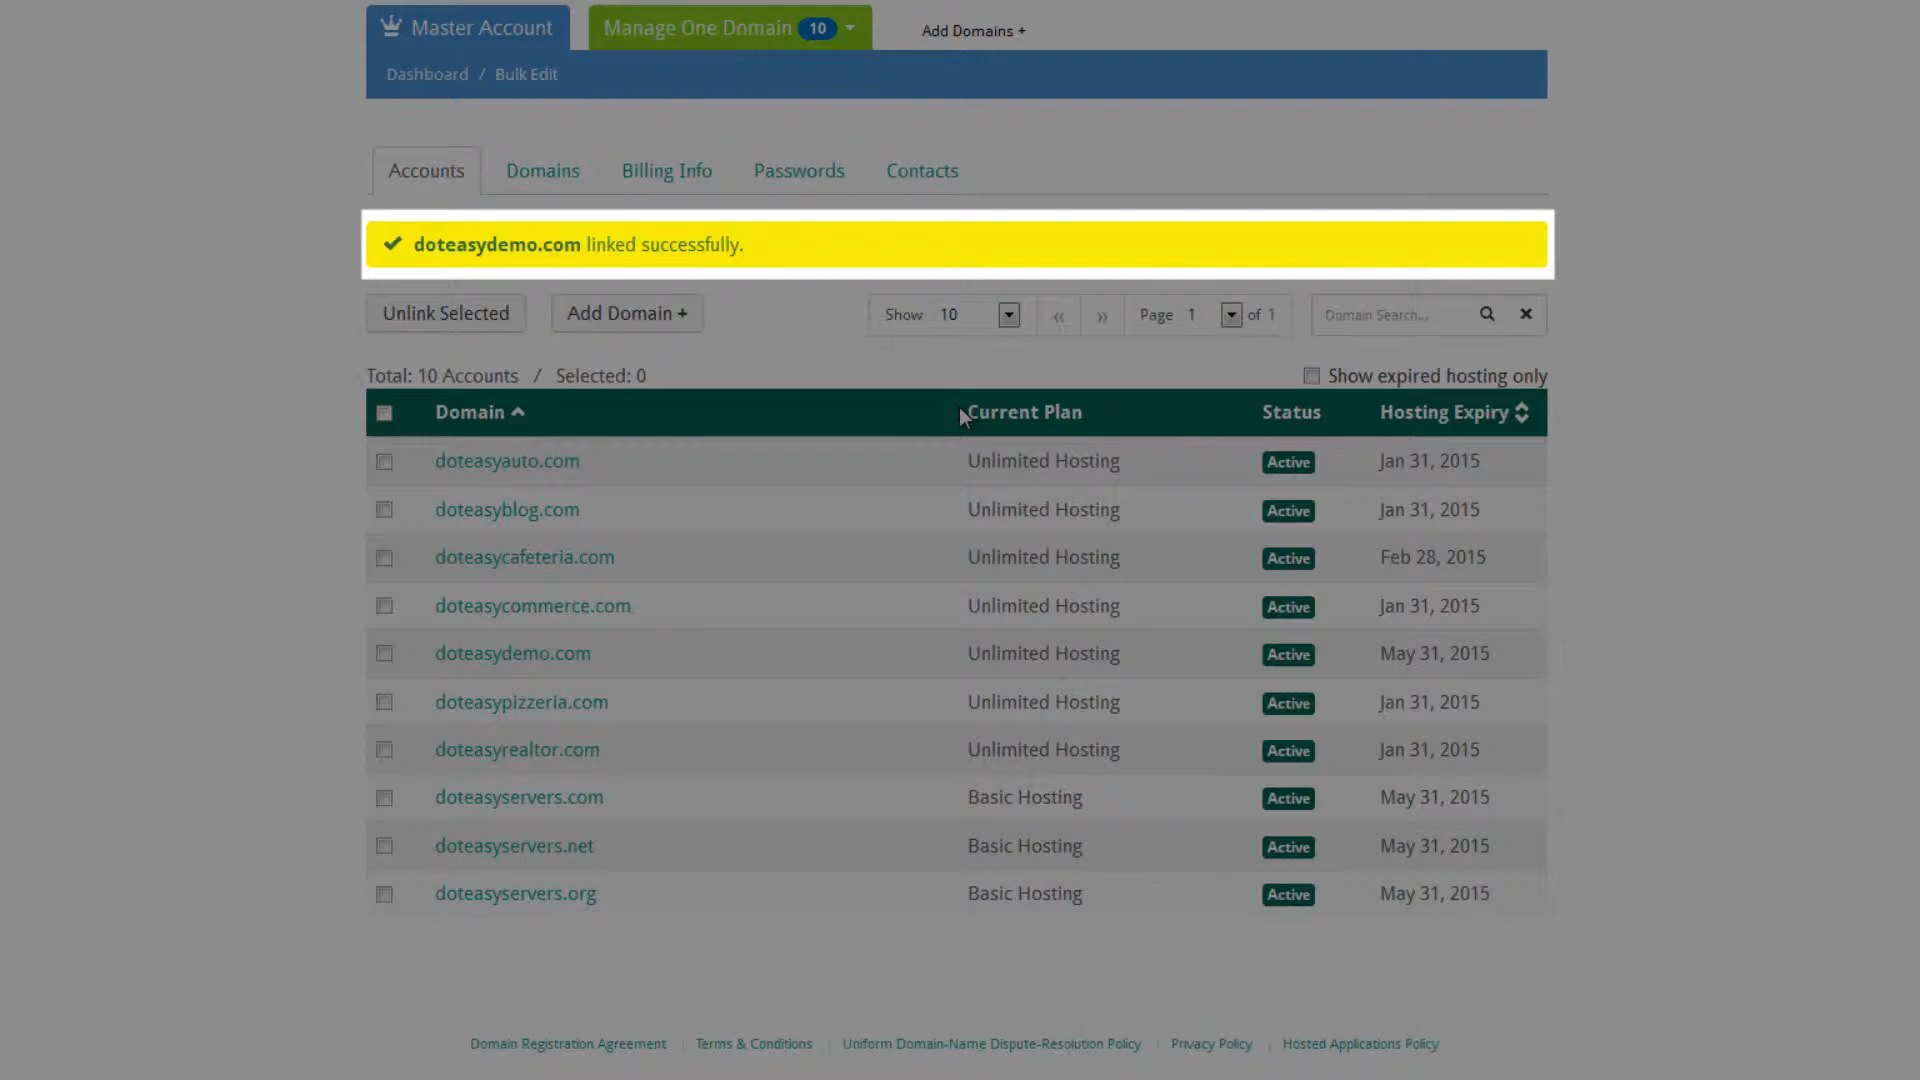 Master Account Manage One Domain 10 Add Domains +
Dashboard / Bulk Edit
Accounts Domains Billing Info Passwords Contacts
doteasydemo.com linked successfully.
Unlink Selected Add Domain + Show 10 « » Page 1 of 1 Domain Search...
Total: 10 Accounts / Selected: 0 Show expired hosting only
Domain Current Plan Status Hosting Expiry
doteasyauto.com Unlimited Hosting Active Jan 31, 2015
doteasyblog.com Unlimited Hosting Active Jan 31, 2015
doteasycafeteria.com Unlimited Hosting Active Feb 28, 2015
doteasycommerce.com Unlimited Hosting Active Jan 31, 2015
doteasydemo.com Unlimited Hosting Active May 31, 2015
doteasypizzeria.com Unlimited Hosting Active Jan 31, 2015
doteasyrealtor.com Unlimited Hosting Active Jan 31, 2015
doteasyservers.com Basic Hosting Active May 31, 2015
doteasyservers.net Basic Hosting Active May 31, 2015
doteasyservers.org Basic Hosting Active May 31, 2015
Domain Registration Agreement Terms & Conditions Uniform Domain-Name Dispute-Resolution Policy Privacy Policy Hosted Applications Policy